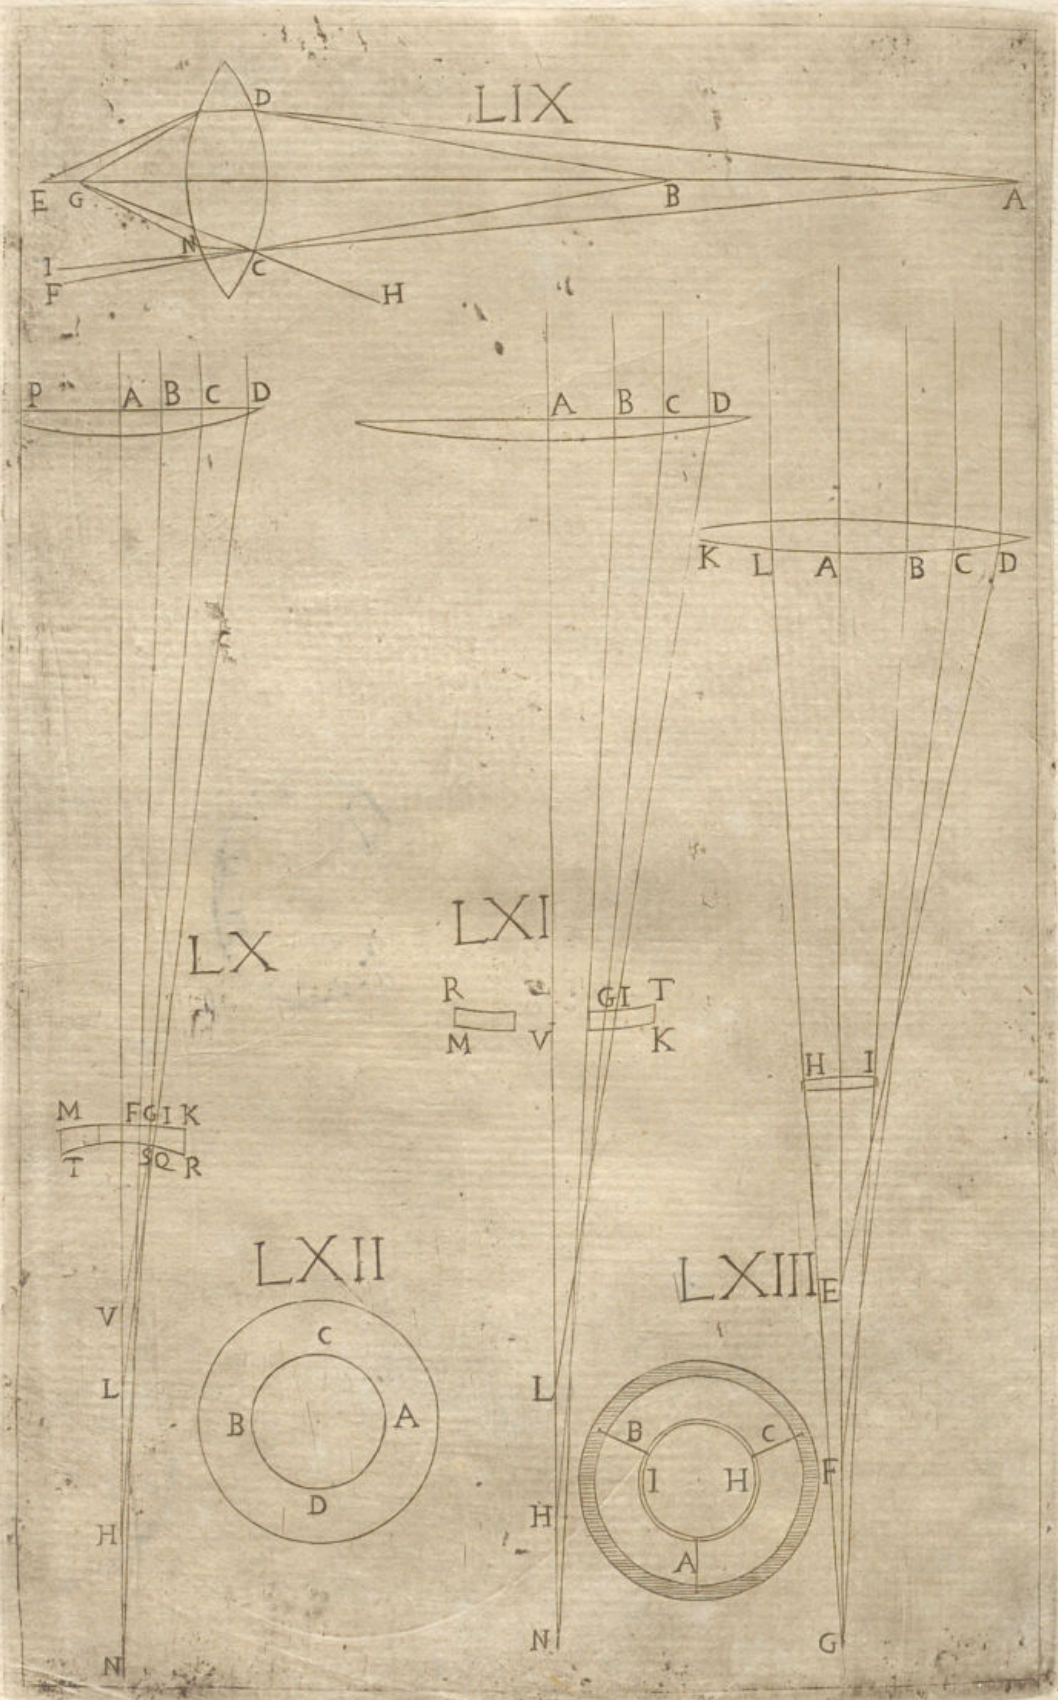 LIX
D
E G B A
N
I C
F H
P A B C D
A B C D
K L A B C D
C
LX
LXI
R G I T
M V K
H I
M F G I K
T S Q R
LXII
LXIII E
V
L
C
B A
D
L
B C
I H F
A
H
H
N
G
N